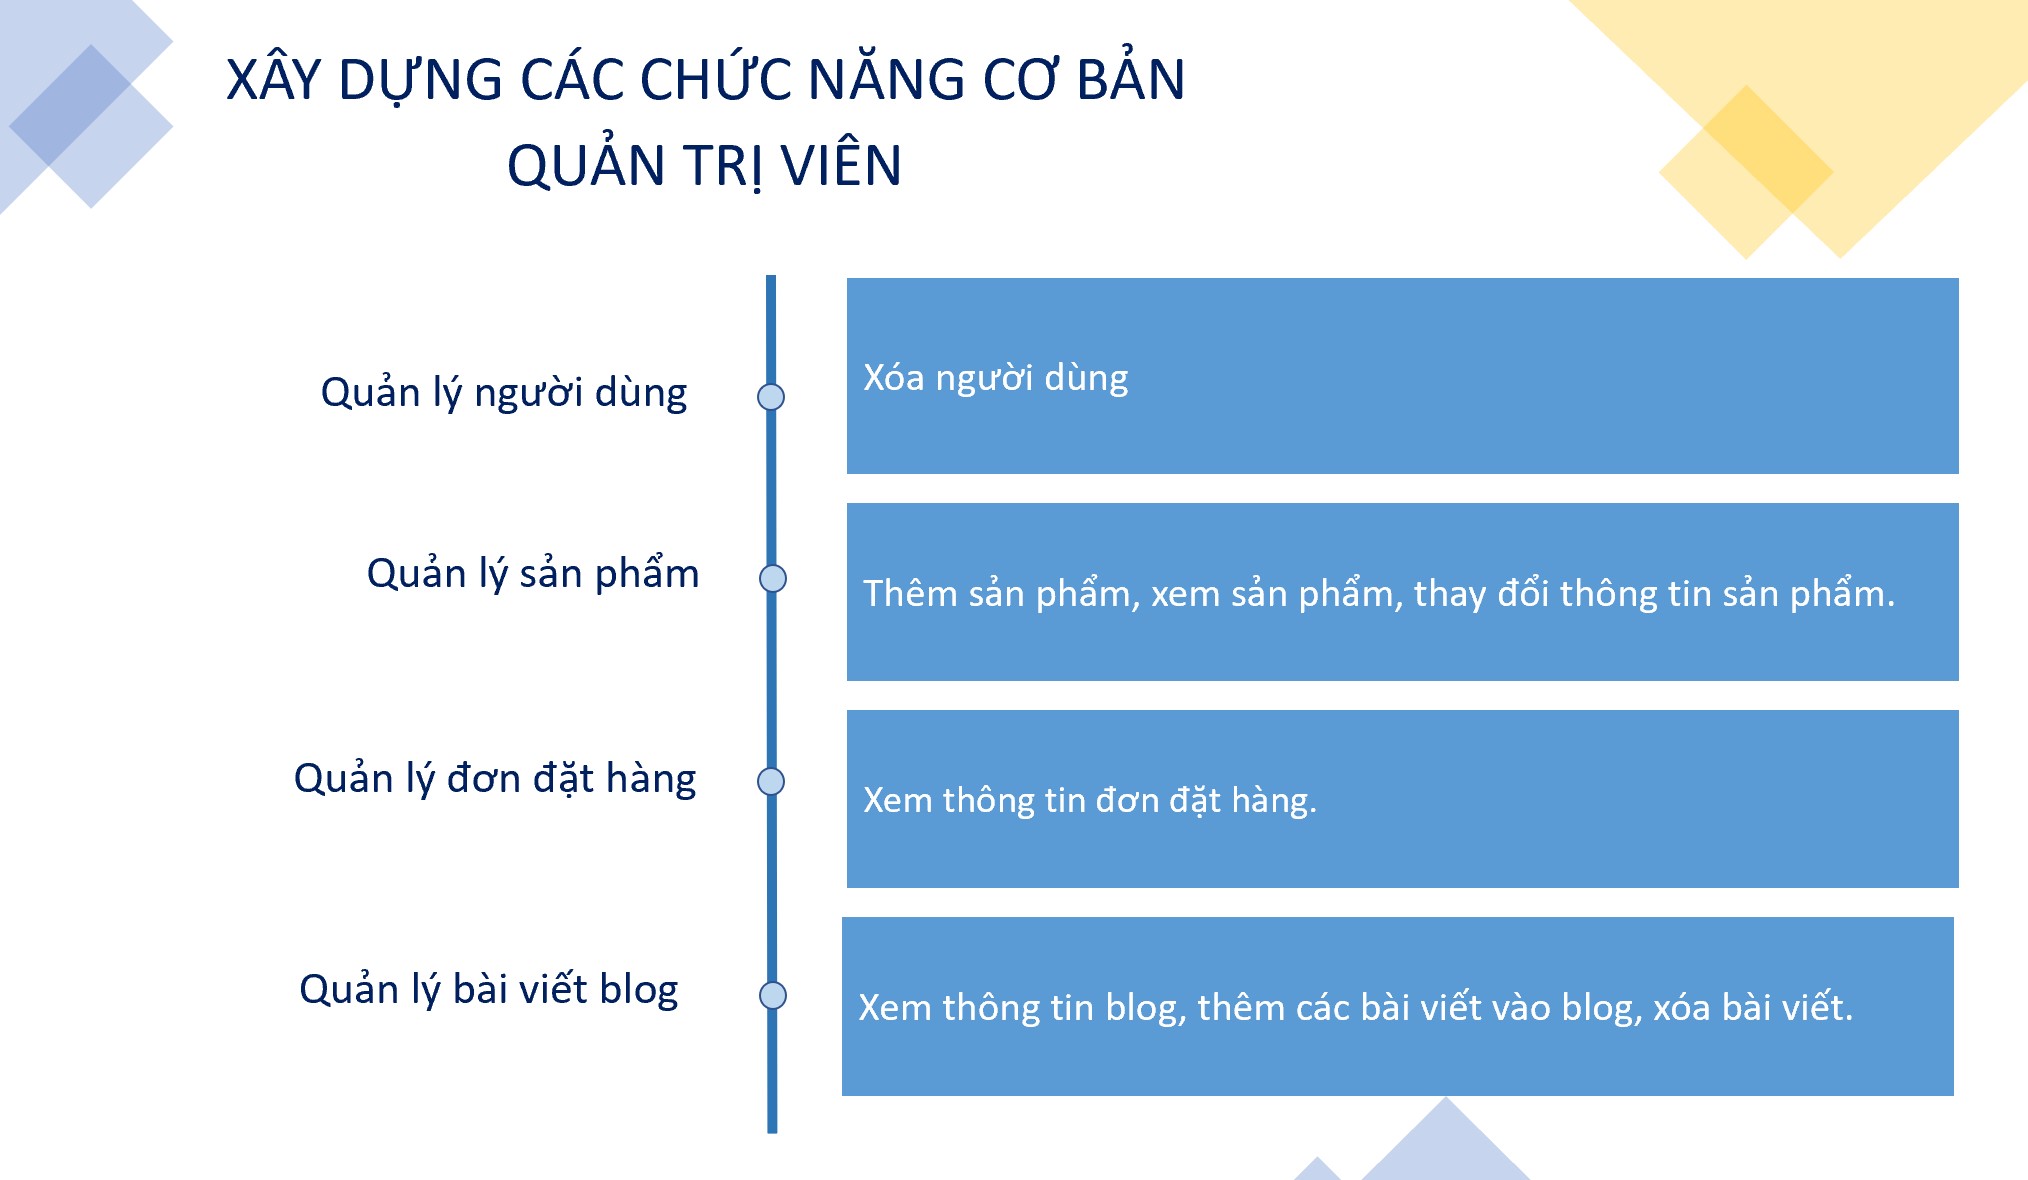 XÂY DỰNG CÁC CHỨC NĂNG CƠ BẢN
QUẢN TRỊ VIÊN
Quản lý người dùng
Xóa người dùng
Quản lý sản phẩm
Thêm sản phẩm, xem sản phẩm, thay đổi thông tin sản phẩm.
Quản lý đơn đặt hàng
Xem thông tin đơn đặt hàng.
Quản lý bài viết blog
Xem thông tin blog, thêm các bài viết vào blog, xóa bài viết.